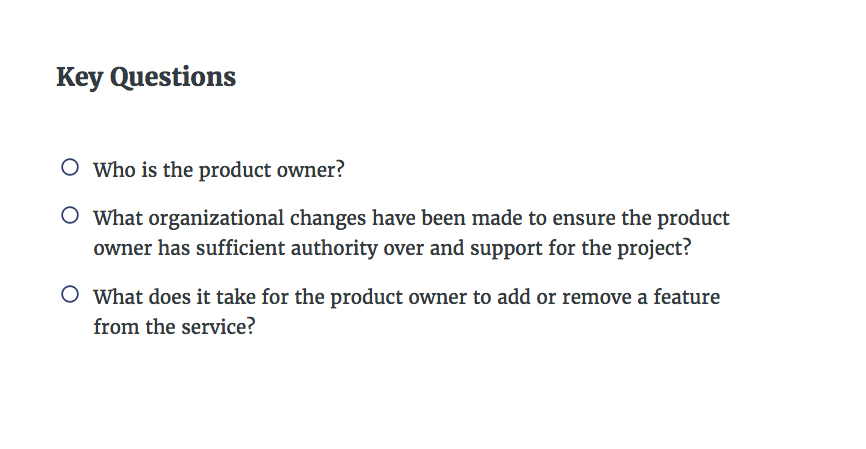 Key Questions
Who is the product owner?
What organizational changes have been made to ensure the product
owner has sufficient authority over and support for the project?
What does it take for the product owner to add or remove a feature
from the service?